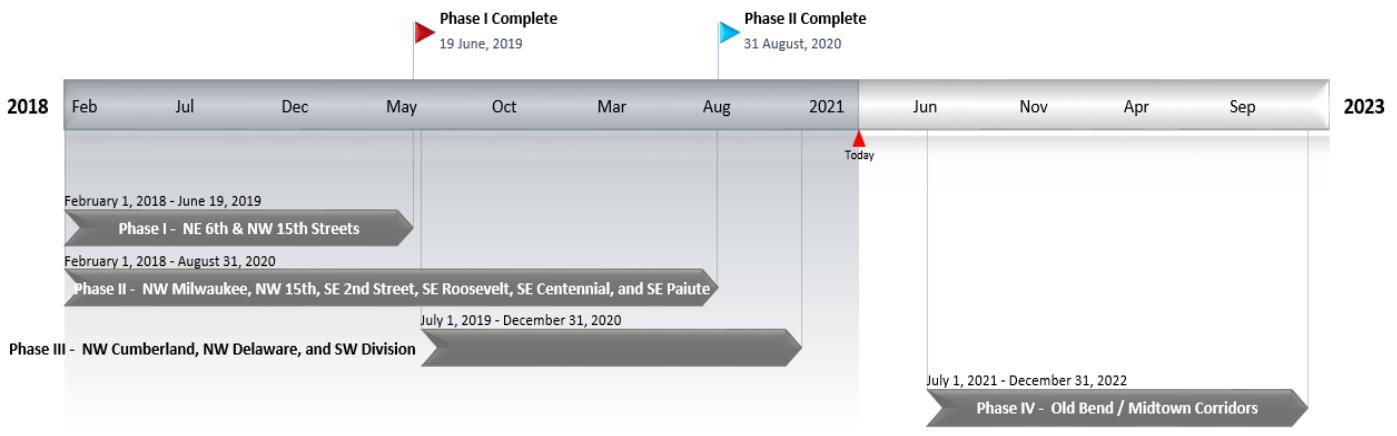 Phase I Complete
19 June, 2019
Phase II Complete
31 August, 2020
2018 Feb Jul Dec May Oct Mar Aug 2021 Jun Nov Apr Sep 2023
Today
February 1, 2018 - June 19, 2019
Phase I - NE 6th & NW 15th Streets
February 1, 2018 - August 31, 2020
Phase II - NW Milwaukee, NW 15th, SE 2nd Street, SE Roosevelt, SE Centennial, and SE Paiute
July 1, 2019 - December 31, 2020
Phase III - NW Cumberland, NW Delaware, and SW Division
July 1, 2021 - December 31, 2022
Phase IV - Old Bend / Midtown Corridors